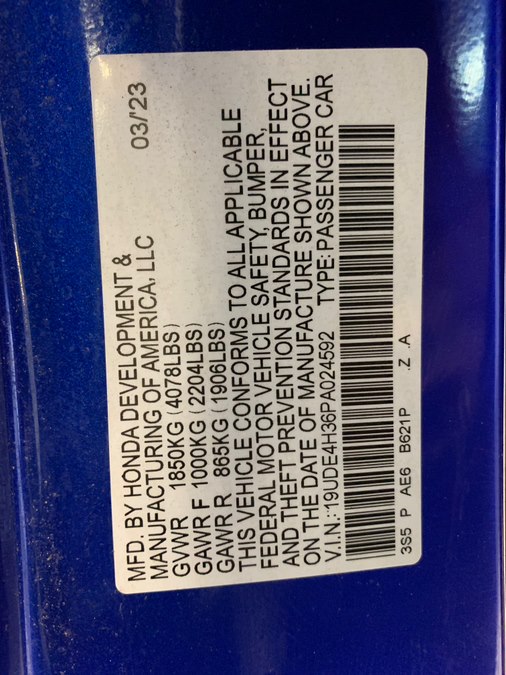 MFD. BY HONDA DEVELOPMENT &
MANUFACTURING OF AMERICA, LLC 03/'23
GVWR 1850KG (4078LBS)
GAWR F 1000KG (2204LBS)
GAWR R 865KG (1906LBS)
THIS VEHICLE CONFORMS TO ALL APPLICABLE
FEDERAL MOTOR VEHICLE SAFETY, BUMPER,
AND THEFT PREVENTION STANDARDS IN EFFECT
ON THE DATE OF MANUFACTURE SHOWN ABOVE.
V.I.N.:19UDE4H36PA024592 TYPE:PASSENGER CAR
3S5 P AE6 B621P .Z .A